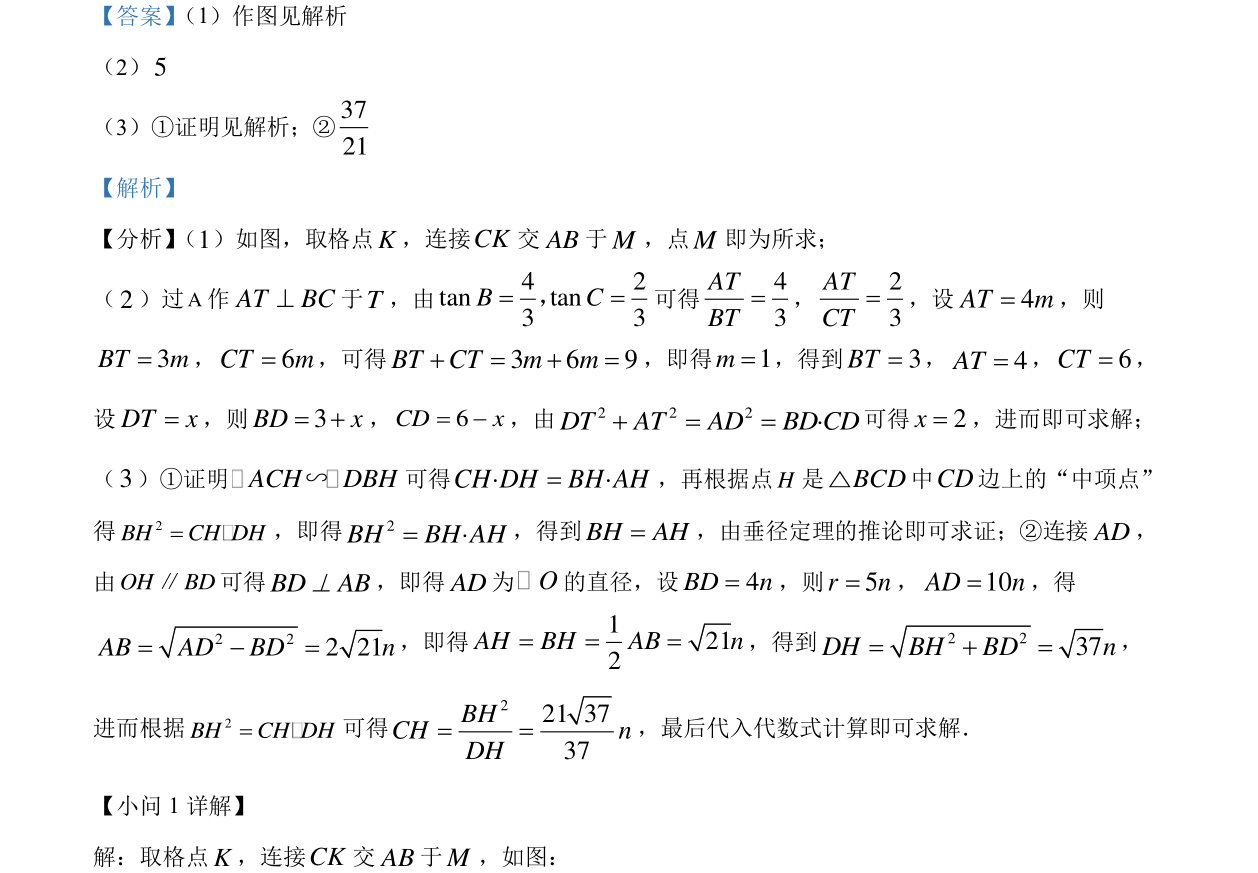 【答案】(1)作图见解析
(2)5
(3)①证明见解析;②37/21
【解析】
【分析】(1)如图,取格点K,连接CK交AB于M,点M即为所求;
(2)过A作AT⊥BC于T,由tan B=4/3,tan C=2/3可得AT/BT=4/3,AT/CT=2/3,设AT=4m,则
BT=3m,CT=6m,可得BT+CT=3m+6m=9,即得m=1,得到BT=3,AT=4,CT=6,
设DT=x,则BD=3+x,CD=6−x,由DT²+AT²=AD²=BD·CD可得x=2,进而即可求解;
(3)①证明□ACH∽□DBH可得CH·DH=BH·AH,再根据点H是△BCD中CD边上的“中项点”
得BH²=CH□DH,即得BH²=BH·AH,得到BH=AH,由垂径定理的推论即可求证;②连接AD,
由OH∥BD可得BD⊥AB,即得AD为□O的直径,设BD=4n,则r=5n,AD=10n,得
AB=√(AD²−BD²)=2√21n,即得AH=BH=1/2AB=√21n,得到DH=√(BH²+BD²)=√37n,
进而根据BH²=CH□DH可得CH=BH²/DH=21√37/37n,最后代入代数式计算即可求解.
【小问1详解】
解:取格点K,连接CK交AB于M,如图: